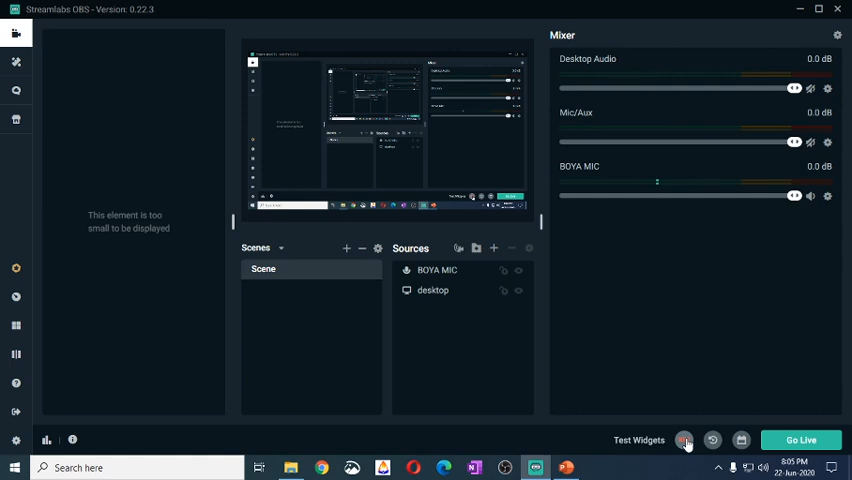 Streamlabs OBS - Version: 0.22.3
Mixer
Desktop Audio 0.0 dB
Mic/Aux 0.0 dB
BOYA MIC 0.0 dB
This element is too
small to be displayed
Scenes
Scene
Sources
BOYA MIC
desktop
Test Widgets
REC
Go Live
Search here
8:05 PM
22-Jun-2020